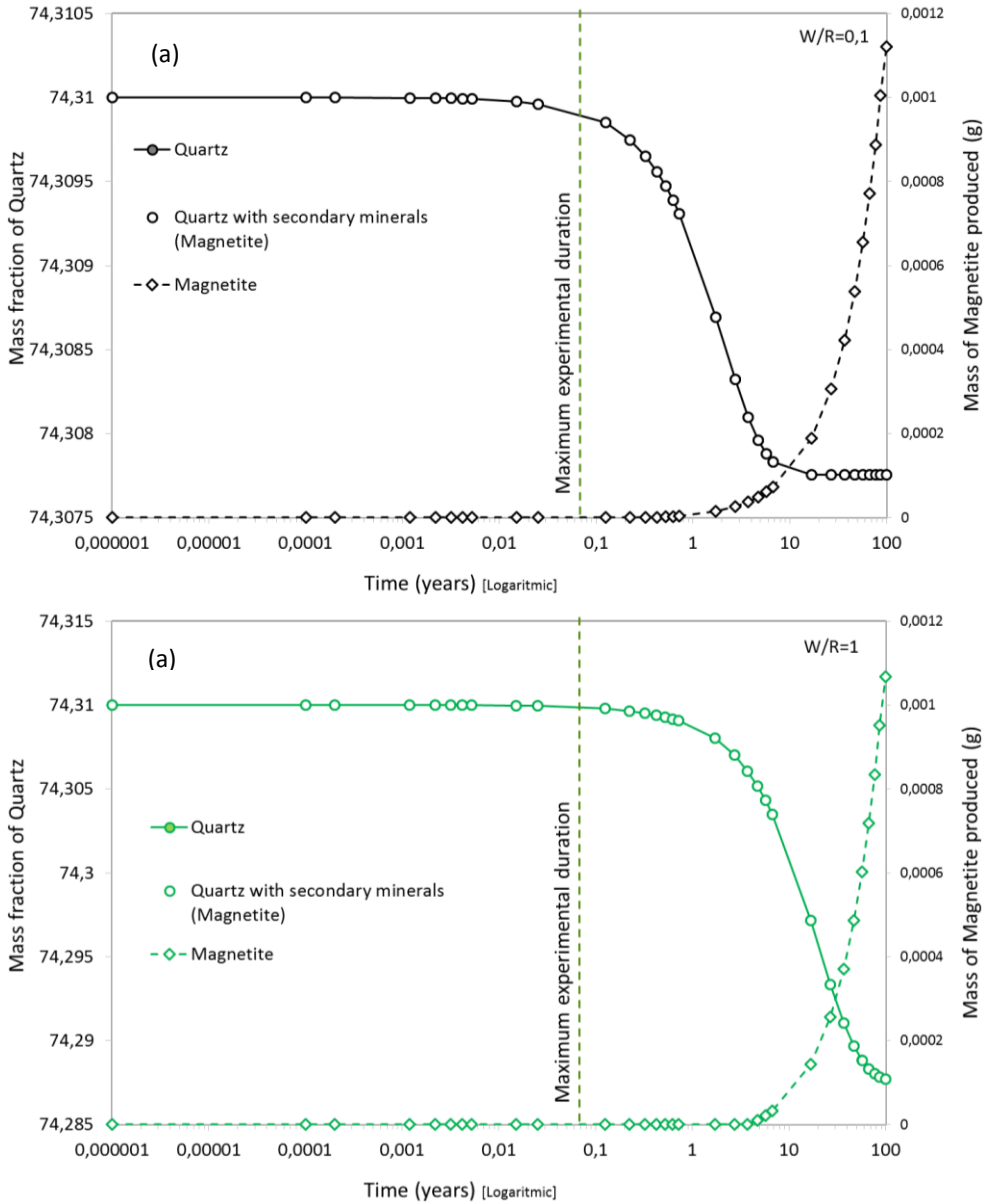 74,3105
74,31
74,3095
74,309
74,3085
74,308
74,3075
Mass fraction of Quartz
(a)
W/R=0,1
Quartz
Quartz with secondary minerals
(Magnetite)
Magnetite
Maximum experimental duration
0,0012
0,001
0,0008
0,0006
0,0004
0,0002
0
Mass of Magnetite produced (g)
0,000001 0,00001 0,0001 0,001 0,01 0,1 1 10 100
Time (years) [Logaritmic]
74,315
74,31
74,305
74,3
74,295
74,29
74,285
Mass fraction of Quartz
(a)
W/R=1
Quartz
Quartz with secondary minerals
(Magnetite)
Magnetite
Maximum experimental duration
0,0012
0,001
0,0008
0,0006
0,0004
0,0002
0
Mass of Magnetite produced (g)
0,000001 0,00001 0,0001 0,001 0,01 0,1 1 10 100
Time (years) [Logaritmic]